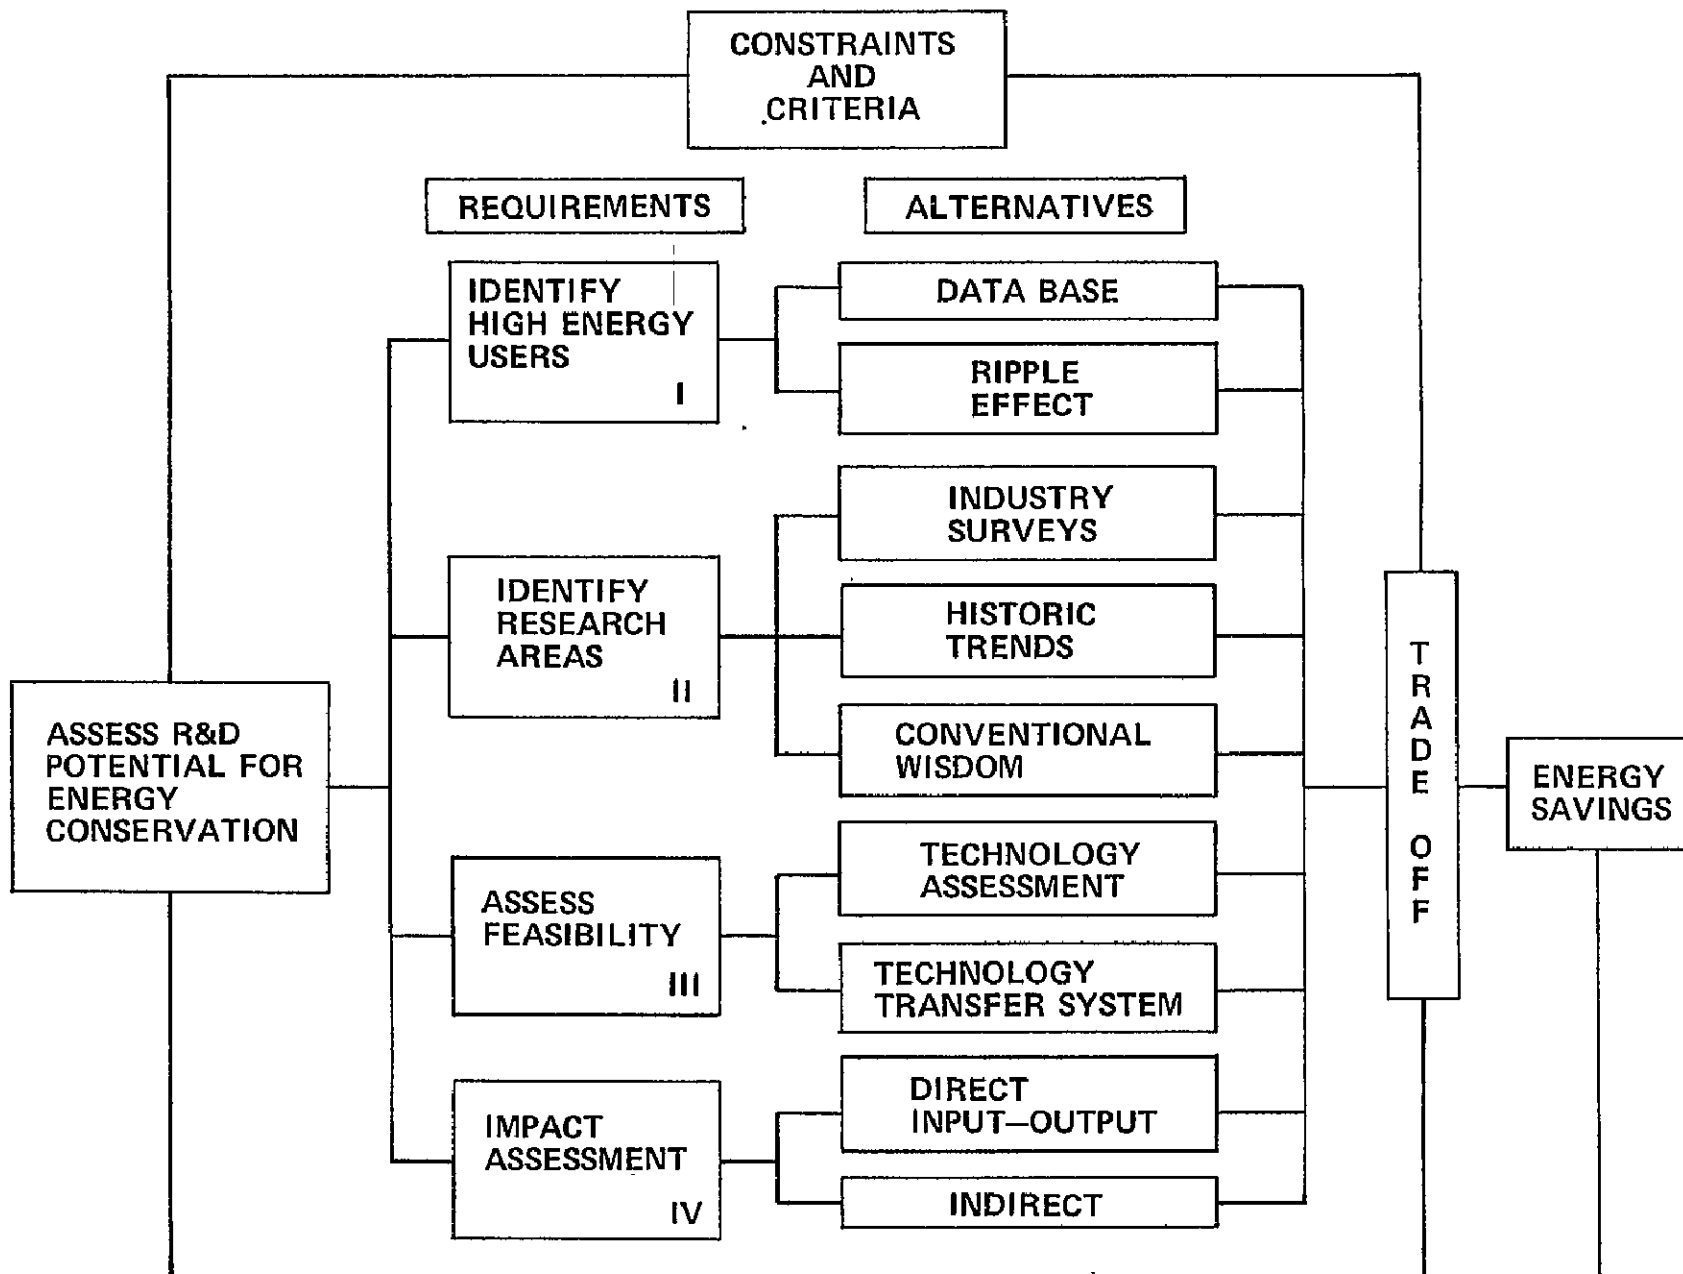 CONSTRAINTS
AND
CRITERIA
REQUIREMENTS
ALTERNATIVES
IDENTIFY
HIGH ENERGY
USERS
I
DATA BASE
RIPPLE
EFFECT
IDENTIFY
RESEARCH
AREAS
II
INDUSTRY
SURVEYS
HISTORIC
TRENDS
CONVENTIONAL
WISDOM
ASSESS R&D
POTENTIAL FOR
ENERGY
CONSERVATION
ASSESS
FEASIBILITY
III
TECHNOLOGY
ASSESSMENT
TECHNOLOGY
TRANSFER SYSTEM
IMPACT
ASSESSMENT
IV
DIRECT
INPUT–OUTPUT
INDIRECT
TRADE OFF
ENERGY
SAVINGS